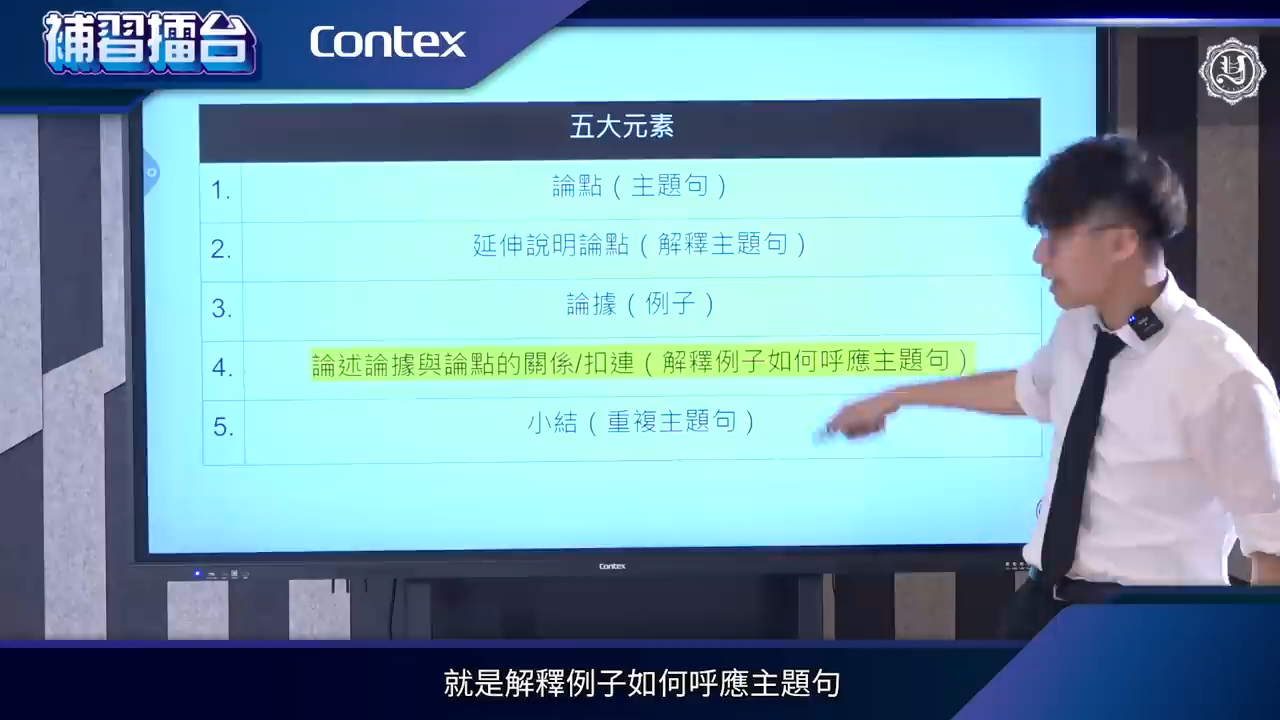 補習擂台
Contex
Y
五大元素
1. 論點（主題句）
2. 延伸說明論點（解釋主題句）
3. 論據（例子）
4. 論述論據與論點的關係/扣連（解釋例子如何呼應主題句）
5. 小結（重複主題句）
Contex
就是解釋例子如何呼應主題句